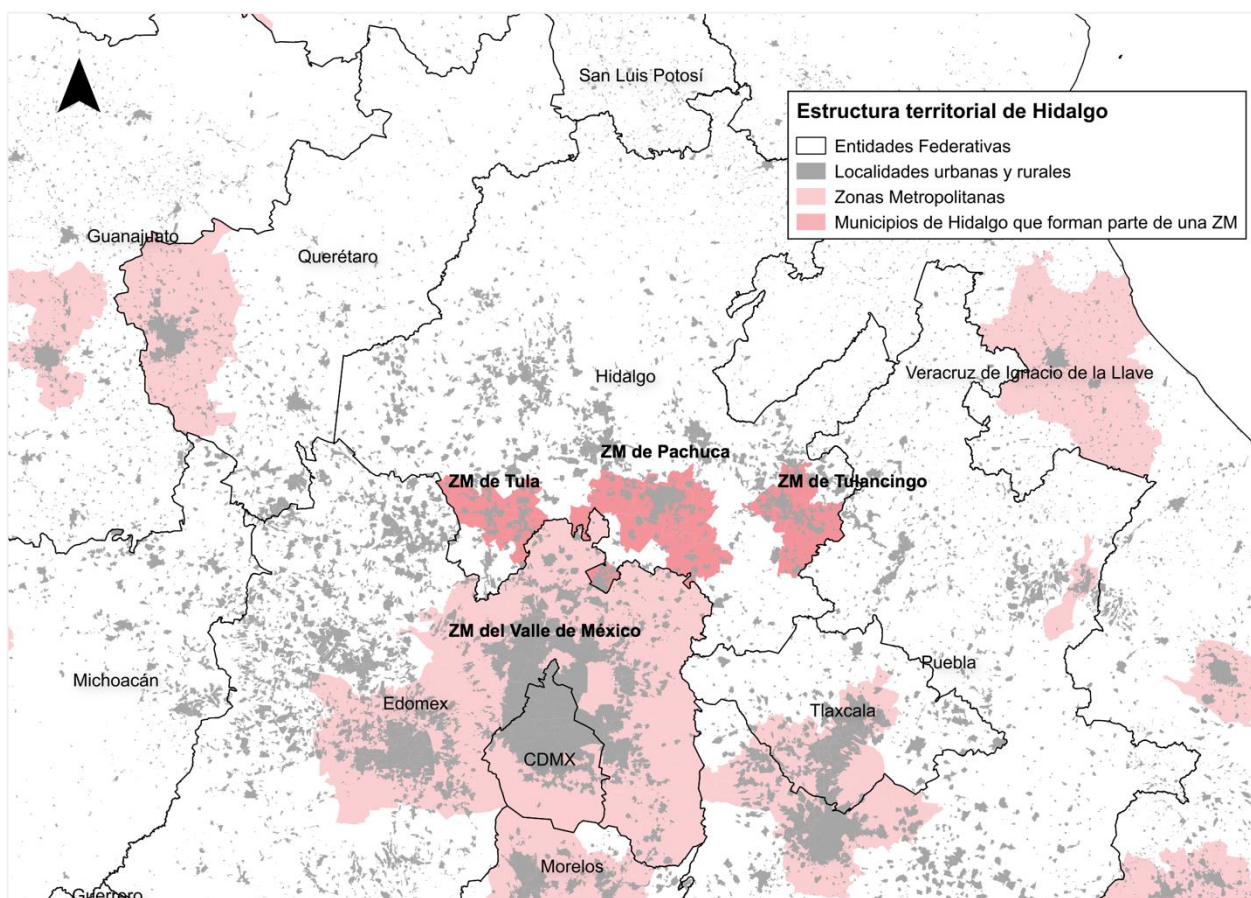 San Luis Potosí
Estructura territorial de Hidalgo
Entidades Federativas
Localidades urbanas y rurales
Zonas Metropolitanas
Municipios de Hidalgo que forman parte de una ZM
Guanajuato
Querétaro
Hidalgo
Veracruz de Ignacio de la Llave
ZM de Pachuca
ZM de Tula
ZM de Tulancingo
ZM del Valle de México
Michoacán
Edomex
Puebla
Tlaxcala
CDMX
Morelos
Guerrero